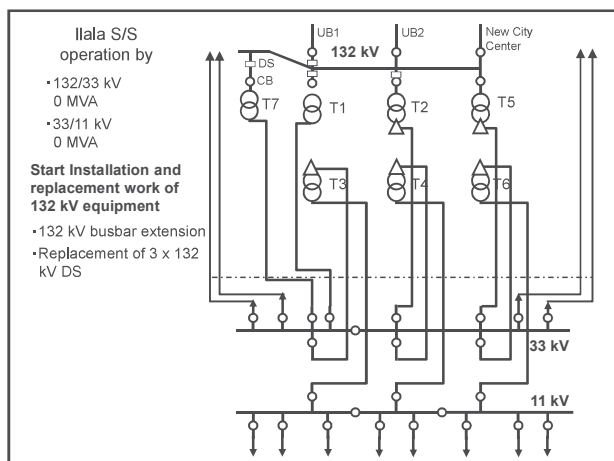 Ilala S/S
operation by
・132/33 kV
0 MVA
・33/11 kV
0 MVA
Start Installation and
replacement work of
132 kV equipment
・132 kV busbar extension
・Replacement of 3 x 132
kV DS
UB1
UB2
New City
Center
132 kV
DS
CB
T7
T1
T2
T5
T3
T4
T6
33 kV
11 kV